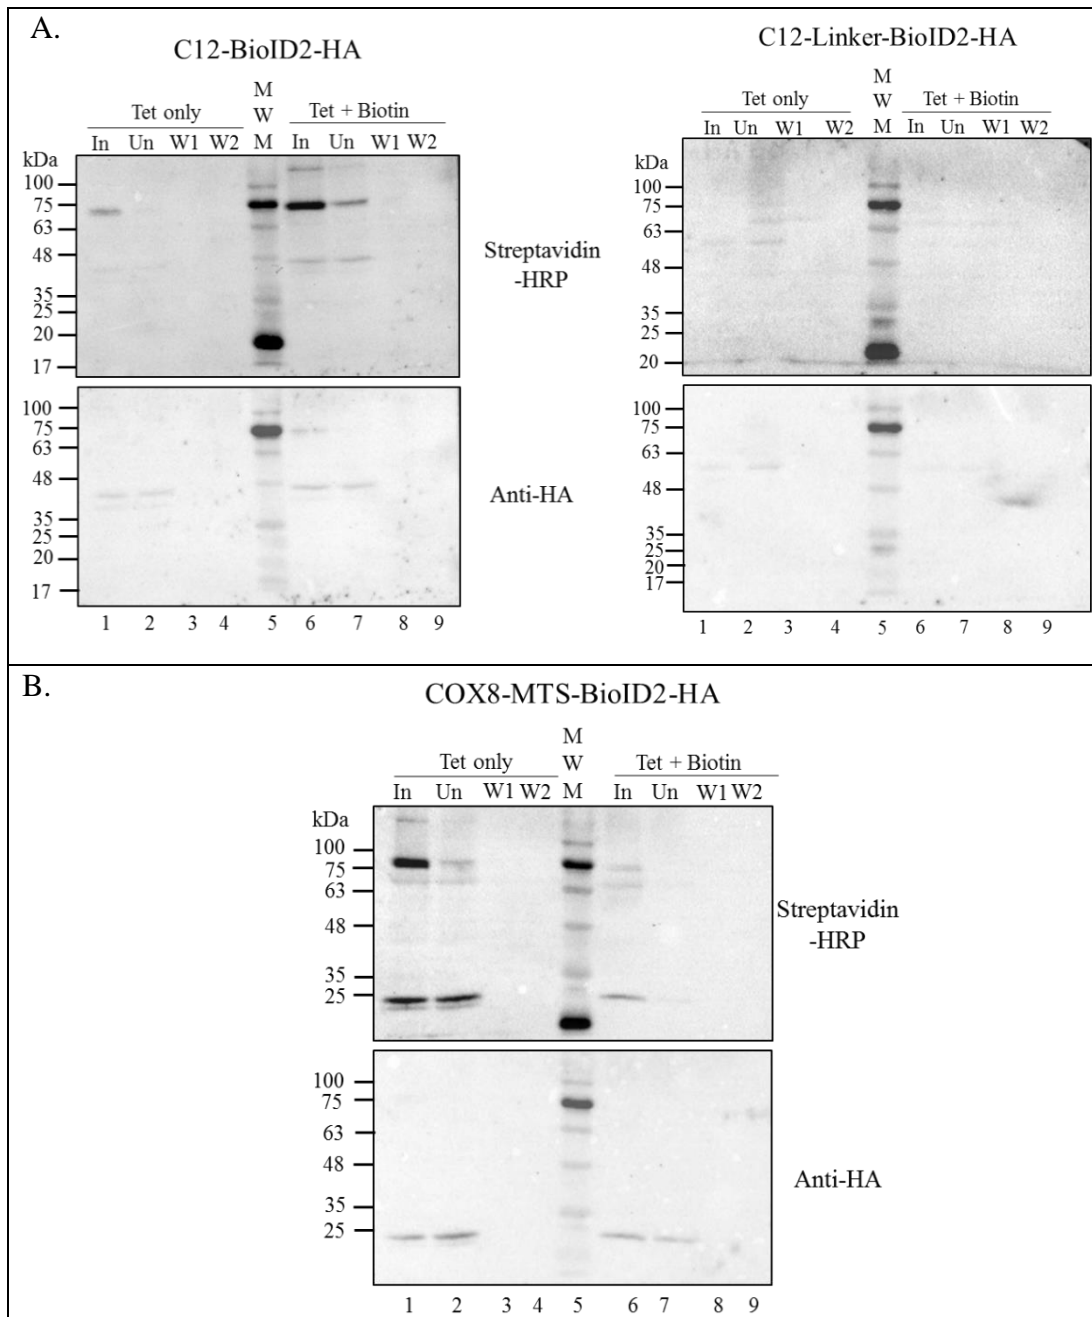 A.
C12-BioID2-HA
M
W
M
Tet only
Tet + Biotin
In Un W1 W2
In Un W1 W2
kDa
100
75
63
48
35
25
20
17
Streptavidin
-HRP
100
75
63
48
35
25
20
17
Anti-HA
1 2 3 4 5 6 7 8 9
C12-Linker-BioID2-HA
M
W
M
Tet only
Tet + Biotin
In Un W1 W2
In Un W1 W2
kDa
100
75
63
48
35
25
20
100
75
63
48
35
25
20
17
1 2 3 4 5 6 7 8 9
B.
COX8-MTS-BioID2-HA
M
W
M
Tet only
Tet + Biotin
In Un W1 W2
In Un W1 W2
kDa
100
75
63
48
35
25
Streptavidin
-HRP
100
75
63
48
35
25
Anti-HA
1 2 3 4 5 6 7 8 9